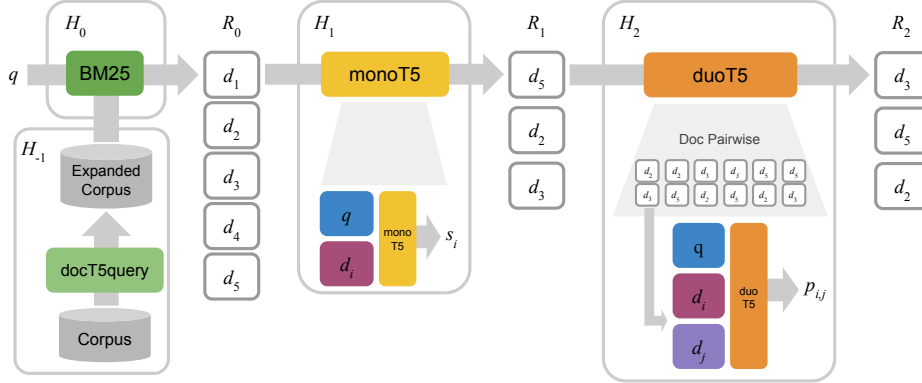 H0
R0
H1
R1
H2
R2
q
BM25
d1
monoT5
d5
duoT5
d3
H-1
Expanded
Corpus
docT5query
Corpus
d2
d3
d4
d5
q
di
mono
T5
si
d2
d3
Doc Pairwise
d2 d2 d3 d3 d5 d5
d3 d5 d2 d5 d2 d3
q
di
dj
duo
T5
pi,j
d5
d2